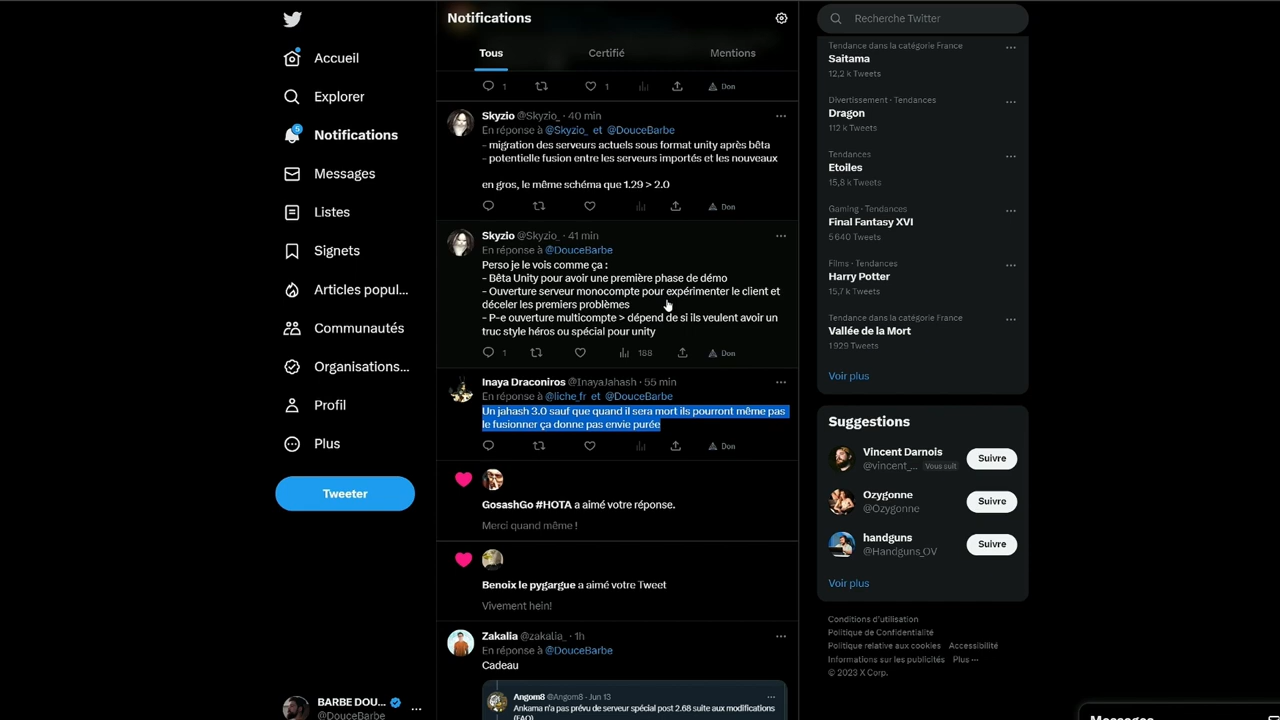 Accueil
Explorer
5
Notifications
Messages
Listes
Signets
Articles popul...
Communautés
Organisations...
Profil
Plus
Tweeter
BARBE DOU...
@DouceBarbe
Notifications
Tous
Certifié
Mentions
1
1
Don
Skyzio @Skyzio_ · 40 min
En réponse à @Skyzio_ et @DouceBarbe
- migration des serveurs actuels sous format unity après bêta
- potentielle fusion entre les serveurs importés et les nouveaux
en gros, le même schéma que 1.29 > 2.0
Don
Skyzio @Skyzio_ · 41 min
En réponse à @DouceBarbe
Perso je le vois comme ça :
- Bêta Unity pour avoir une première phase de démo
- Ouverture serveur monocompte pour expérimenter le client et
déceler les premiers problèmes
- P-e ouverture multicompte > dépend de si ils veulent avoir un
truc style héros ou spécial pour unity
1
168
Don
Inaya Draconiros @InayaJahash · 55 min
En réponse à @liche_fr et @DouceBarbe
Un jahash 3.0 sauf que quand il sera mort ils pourront même pas
le fusionner ça donne pas envie purée
Don
GosashGo #HOTA a aimé votre réponse.
Merci quand même !
Benoix le pygargue a aimé votre Tweet
Vivement hein!
Zakalia @zakalia_ · 1h
En réponse à @DouceBarbe
Cadeau
Angom8 @Angom8 · Jun 13
Ankama n'a pas prévu de serveur spécial post 2.68 suite aux modifications
(FAQ)
Recherche Twitter
Tendance dans la catégorie France
Saitama
12,2 k Tweets
Divertissement · Tendances
Dragon
112 k Tweets
Tendances
Etoiles
15,8 k Tweets
Gaming · Tendances
Final Fantasy XVI
5 640 Tweets
Films · Tendances
Harry Potter
15,7 k Tweets
Tendance dans la catégorie France
Vallée de la Mort
1 929 Tweets
Voir plus
Suggestions
Vincent Darnois
@vincent_... Vous suit
Suivre
Ozygonne
@Ozygonne
Suivre
handguns
@Handguns_OV
Suivre
Voir plus
Conditions d'utilisation
Politique de Confidentialité
Politique relative aux cookies Accessibilité
Informations sur les publicités Plus ···
© 2023 X Corp.
Messages